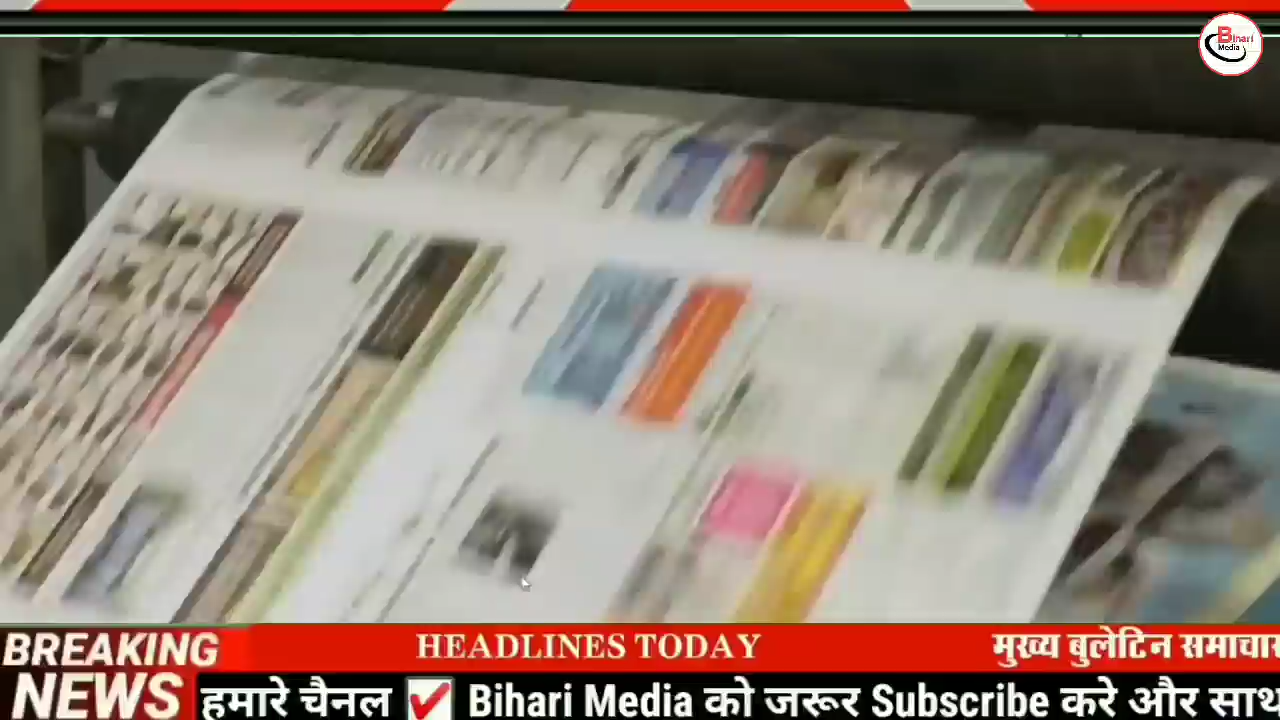 Bihari
Media
BREAKING
NEWS
HEADLINES TODAY
मुख्य बुलेटिन समाचार
हमारे चैनल ✅ Bihari Media को जरूर Subscribe करे और साथ